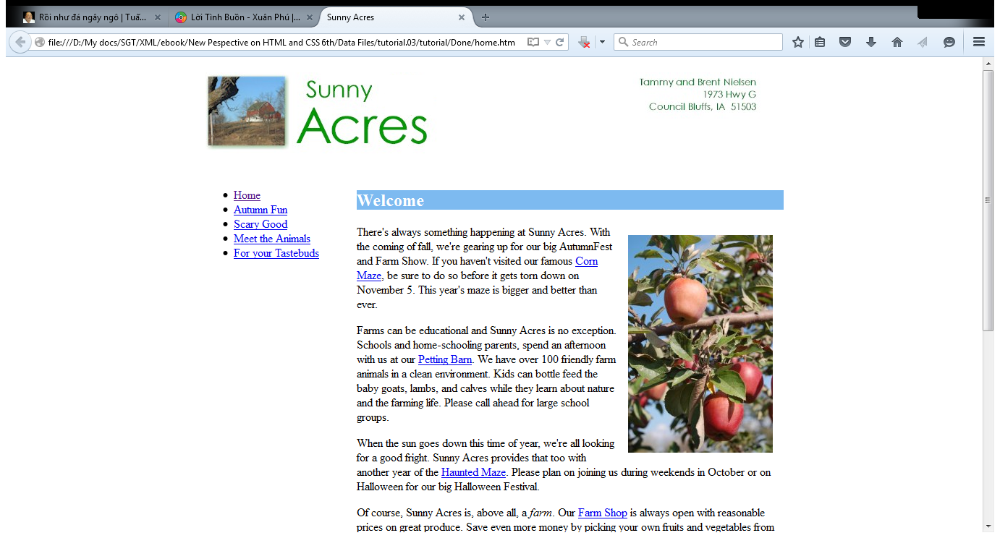 Rồi như đá ngây ngô | Tuấ...
Lời Tình Buồn - Xuân Phú |...
Sunny Acres
file:///D:/My docs/SGT/XML/ebook/New Pespective on HTML and CSS 6th/Data Files/tutorial.03/tutorial/Done/home.htm
Search
Sunny
Acres
Tammy and Brent Nielsen
1973 Hwy G
Council Bluffs, IA 51503
Home
Autumn Fun
Scary Good
Meet the Animals
For your Tastebuds
Welcome
There's always something happening at Sunny Acres. With
the coming of fall, we're gearing up for our big AutumnFest
and Farm Show. If you haven't visited our famous Corn
Maze, be sure to do so before it gets torn down on
November 5. This year's maze is bigger and better than
ever.
Farms can be educational and Sunny Acres is no exception.
Schools and home-schooling parents, spend an afternoon
with us at our Petting Barn. We have over 100 friendly farm
animals in a clean environment. Kids can bottle feed the
baby goats, lambs, and calves while they learn about nature
and the farming life. Please call ahead for large school
groups.
When the sun goes down this time of year, we're all looking
for a good fright. Sunny Acres provides that too with
another year of the Haunted Maze. Please plan on joining us during weekends in October or on
Halloween for our big Halloween Festival.
Of course, Sunny Acres is, above all, a farm. Our Farm Shop is always open with reasonable
prices on great produce. Save even more money by picking your own fruits and vegetables from